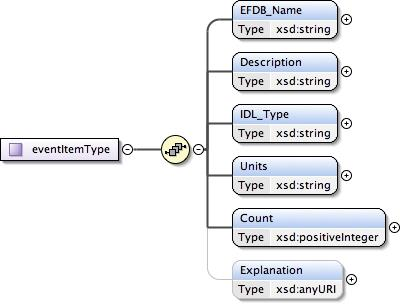 EFDB_Name
Type xsd:string
Description
Type xsd:string
IDL_Type
Type xsd:string
eventItemType
Units
Type xsd:string
Count
Type xsd:positiveInteger
Explanation
Type xsd:anyURI